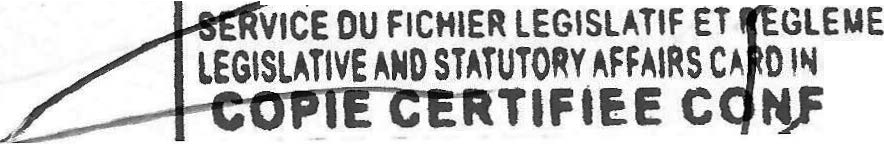 SERVICE DU FICHIER LEGISLATIF ET REGLEME
LEGISLATIVE AND STATUTORY AFFAIRS CARD IN
COPIE CERTIFIEE CONF